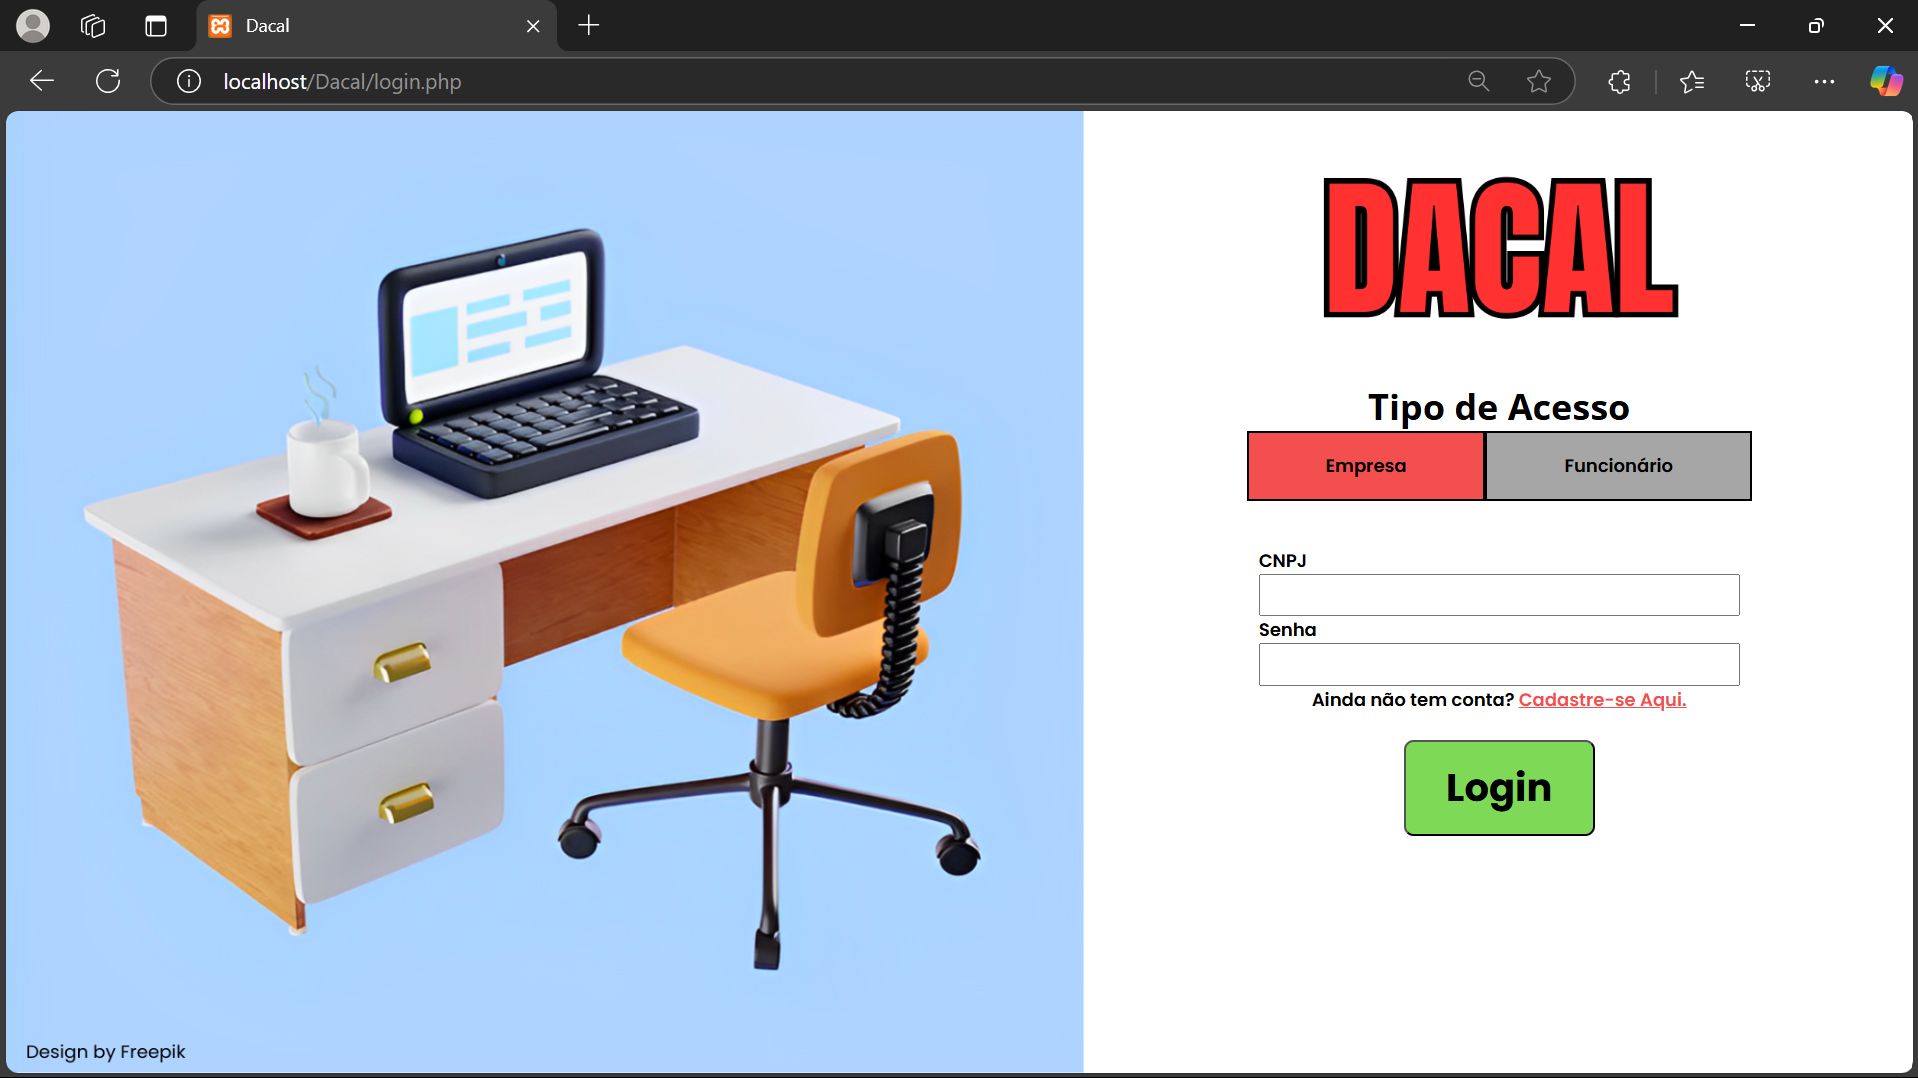 Dacal
localhost/Dacal/login.php
DACAL
Tipo de Acesso
Empresa
Funcionário
CNPJ
Senha
Ainda não tem conta? Cadastre-se Aqui.
Login
Design by Freepik